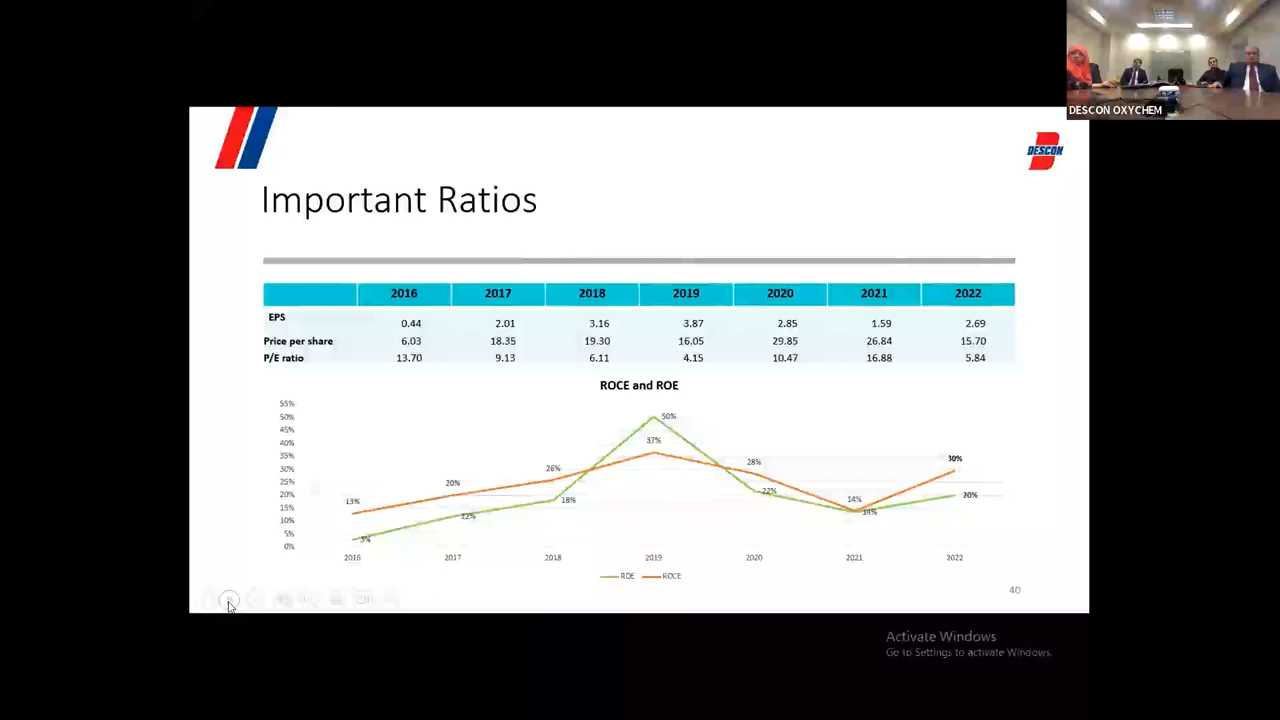 DESCON OXYCHEM
DESCON
Important Ratios
2016 2017 2018 2019 2020 2021 2022
EPS 0.44 2.01 3.16 3.87 2.85 1.59 2.69
Price per share 6.03 18.35 19.30 16.05 29.85 26.84 15.70
P/E ratio 13.70 9.13 6.11 4.15 10.47 16.88 5.84
ROCE and ROE
55%
50%
45%
40%
35%
30%
25%
20%
15%
10%
5%
0%
13% 20% 26% 37% 28% 14% 30%
3% 12% 18% 50% 22% 14% 20%
2016 2017 2018 2019 2020 2021 2022
ROE ROCE
40
Activate Windows
Go to Settings to activate Windows.